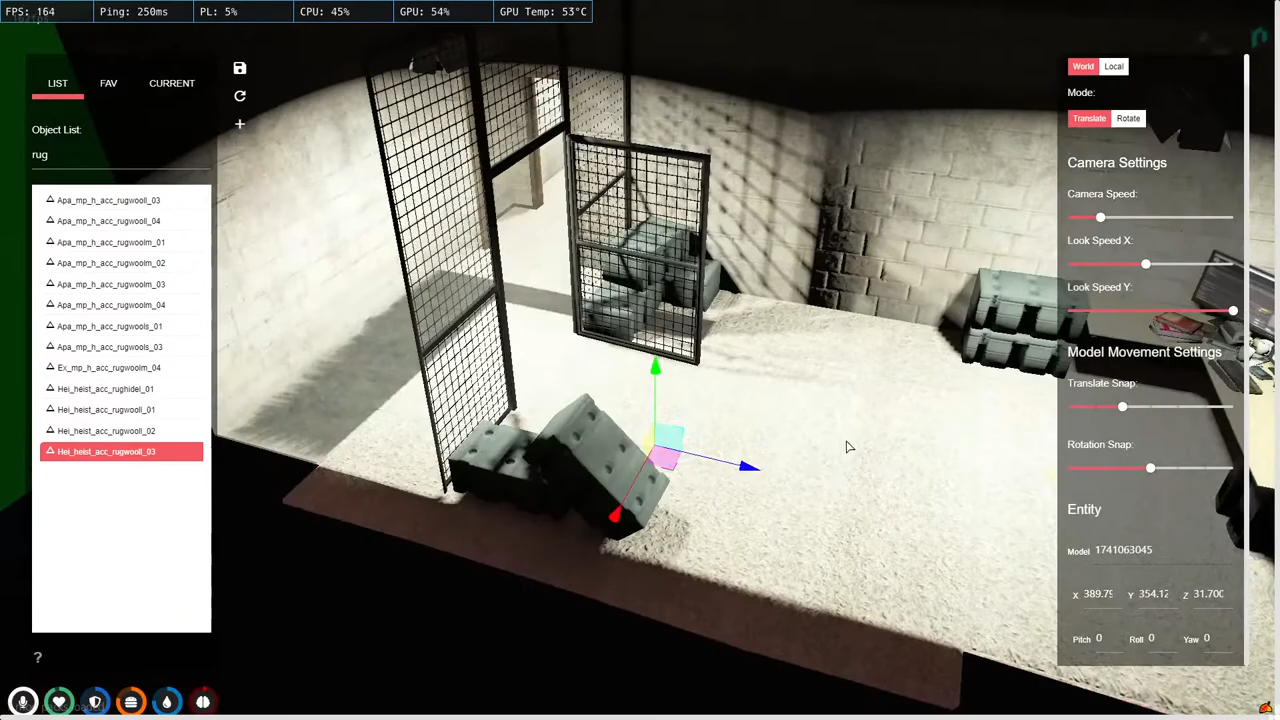 FPS: 164 Ping: 250ms PL: 5% CPU: 45% GPU: 54% GPU Temp: 53°C
LIST FAV CURRENT
Object List:
rug
Apa_mp_h_acc_rugwooll_03
Apa_mp_h_acc_rugwooll_04
Apa_mp_h_acc_rugwoolm_01
Apa_mp_h_acc_rugwoolm_02
Apa_mp_h_acc_rugwoolm_03
Apa_mp_h_acc_rugwoolm_04
Apa_mp_h_acc_rugwools_01
Apa_mp_h_acc_rugwools_03
Ex_mp_h_acc_rugwoolm_04
Hei_heist_acc_rughidel_01
Hei_heist_acc_rugwooll_01
Hei_heist_acc_rugwooll_02
Hei_heist_acc_rugwooll_03
?
World Local
Mode:
Translate Rotate
Camera Settings
Camera Speed:
Look Speed X:
Look Speed Y:
Model Movement Settings
Translate Snap:
Rotation Snap:
Entity
Model 1741063045
X 389.79 Y 354.12 Z 31.700
Pitch 0 Roll 0 Yaw 0